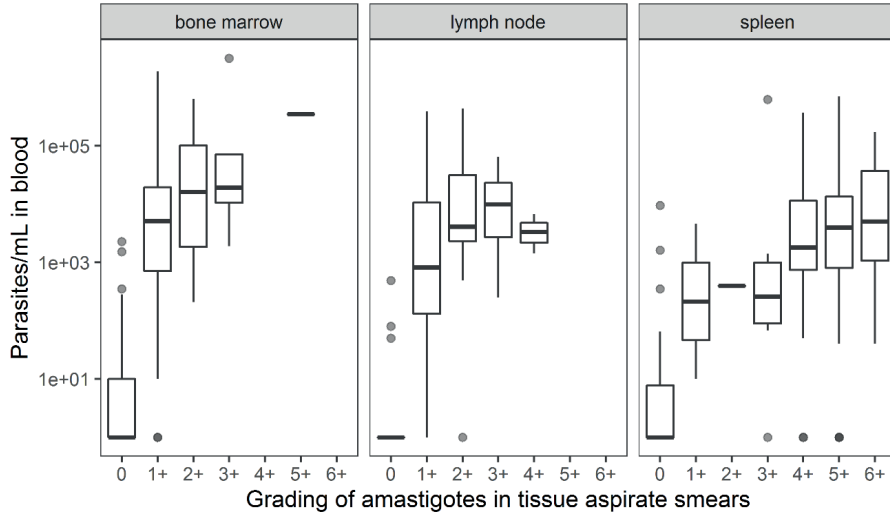 bone marrow lymph node spleen
Parasites/mL in blood
1e+05
1e+03
1e+01
0 1+ 2+ 3+ 4+ 5+ 6+ 0 1+ 2+ 3+ 4+ 5+ 6+ 0 1+ 2+ 3+ 4+ 5+ 6+
Grading of amastigotes in tissue aspirate smears